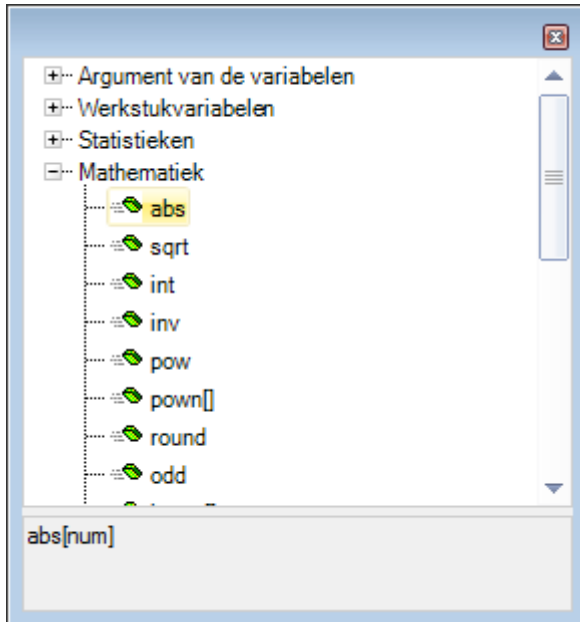 Argument van de variabelen
Werkstukvariabelen
Statistieken
Mathematiek
abs
sqrt
int
inv
pow
pown[]
round
odd
abs[num]